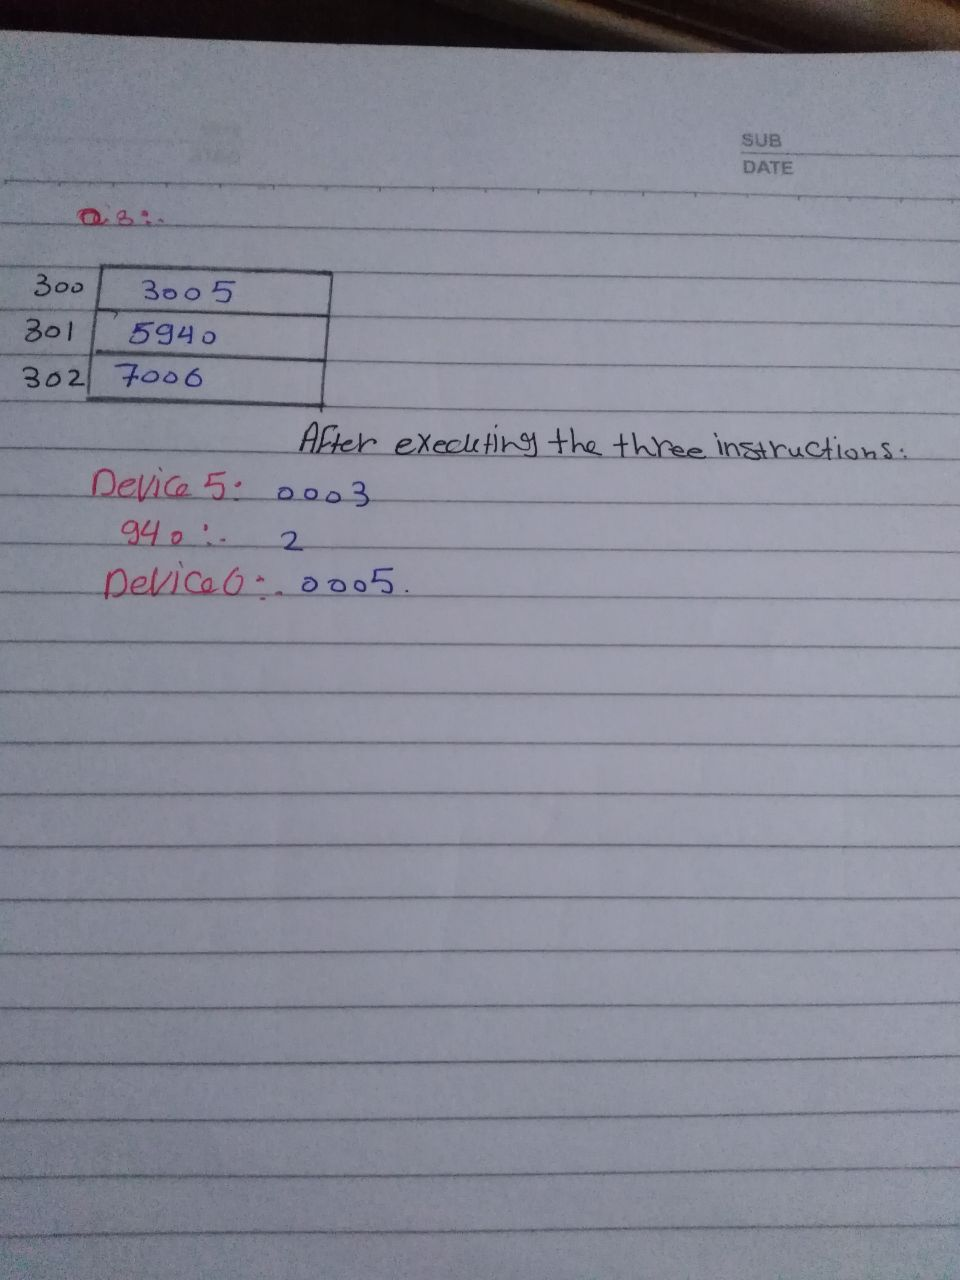 SUB
DATE
Q3:-
300 3005
301 5940
302 7006
After executing the three instructions:
Device 5: 0003
940:- 2
Device 6:- 0005.